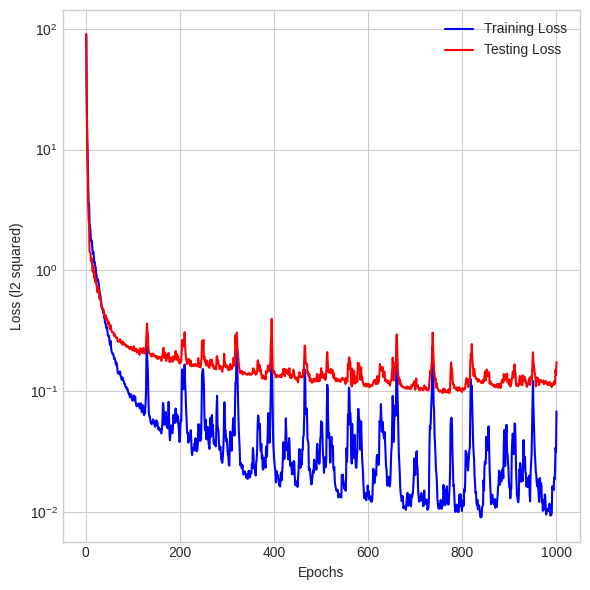 Training Loss
Testing Loss
10²
10¹
10⁰
10⁻¹
10⁻²
Loss (l2 squared)
0 200 400 600 800 1000
Epochs